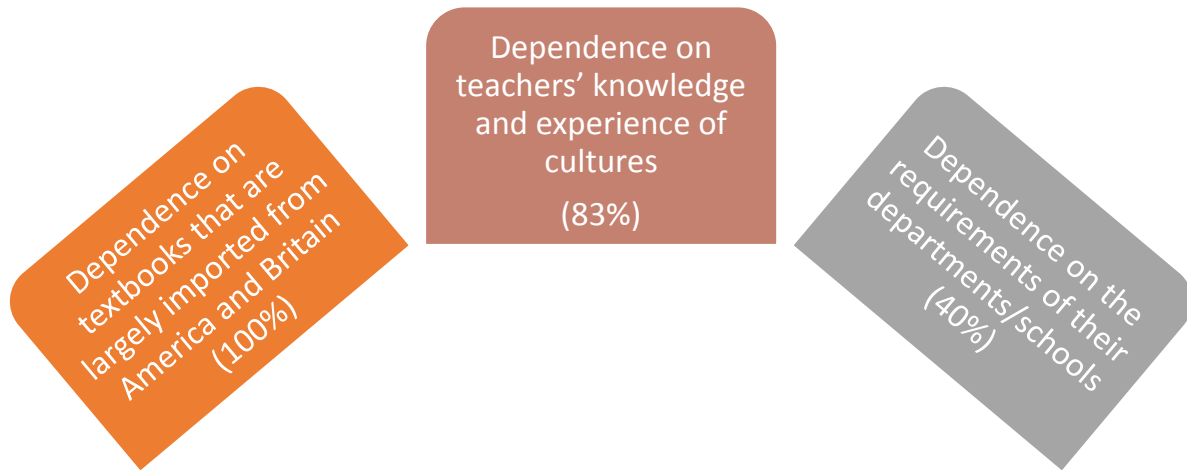 Dependence on
textbooks that are
largely imported from
America and Britain
(100%)
Dependence on
teachers’ knowledge
and experience of
cultures
(83%)
Dependence on the
requirements of their
departments/schools
(40%)